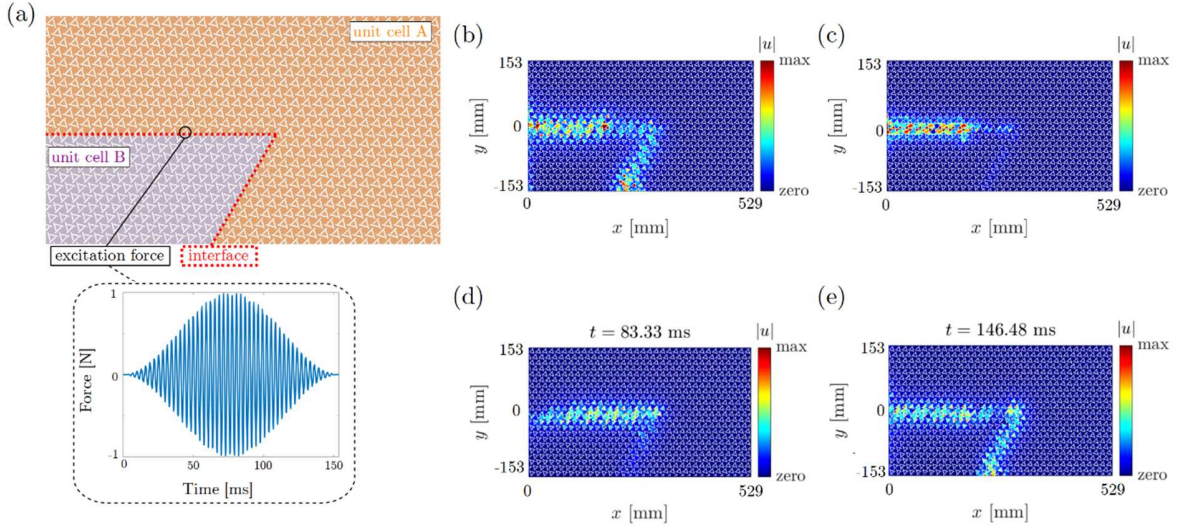 (a)
unit cell A
unit cell B
excitation force
interface
1
0
-1
Force [N]
0
50
100
150
Time [ms]
(b)
|u|
153
0
-153
y [mm]
max
zero
0
529
x [mm]
(c)
|u|
153
0
-153
y [mm]
max
zero
0
529
x [mm]
(d)
t = 83.33 ms
|u|
153
0
-153
y [mm]
max
zero
0
529
x [mm]
(e)
t = 146.48 ms
|u|
153
0
-153
y [mm]
max
zero
0
529
x [mm]